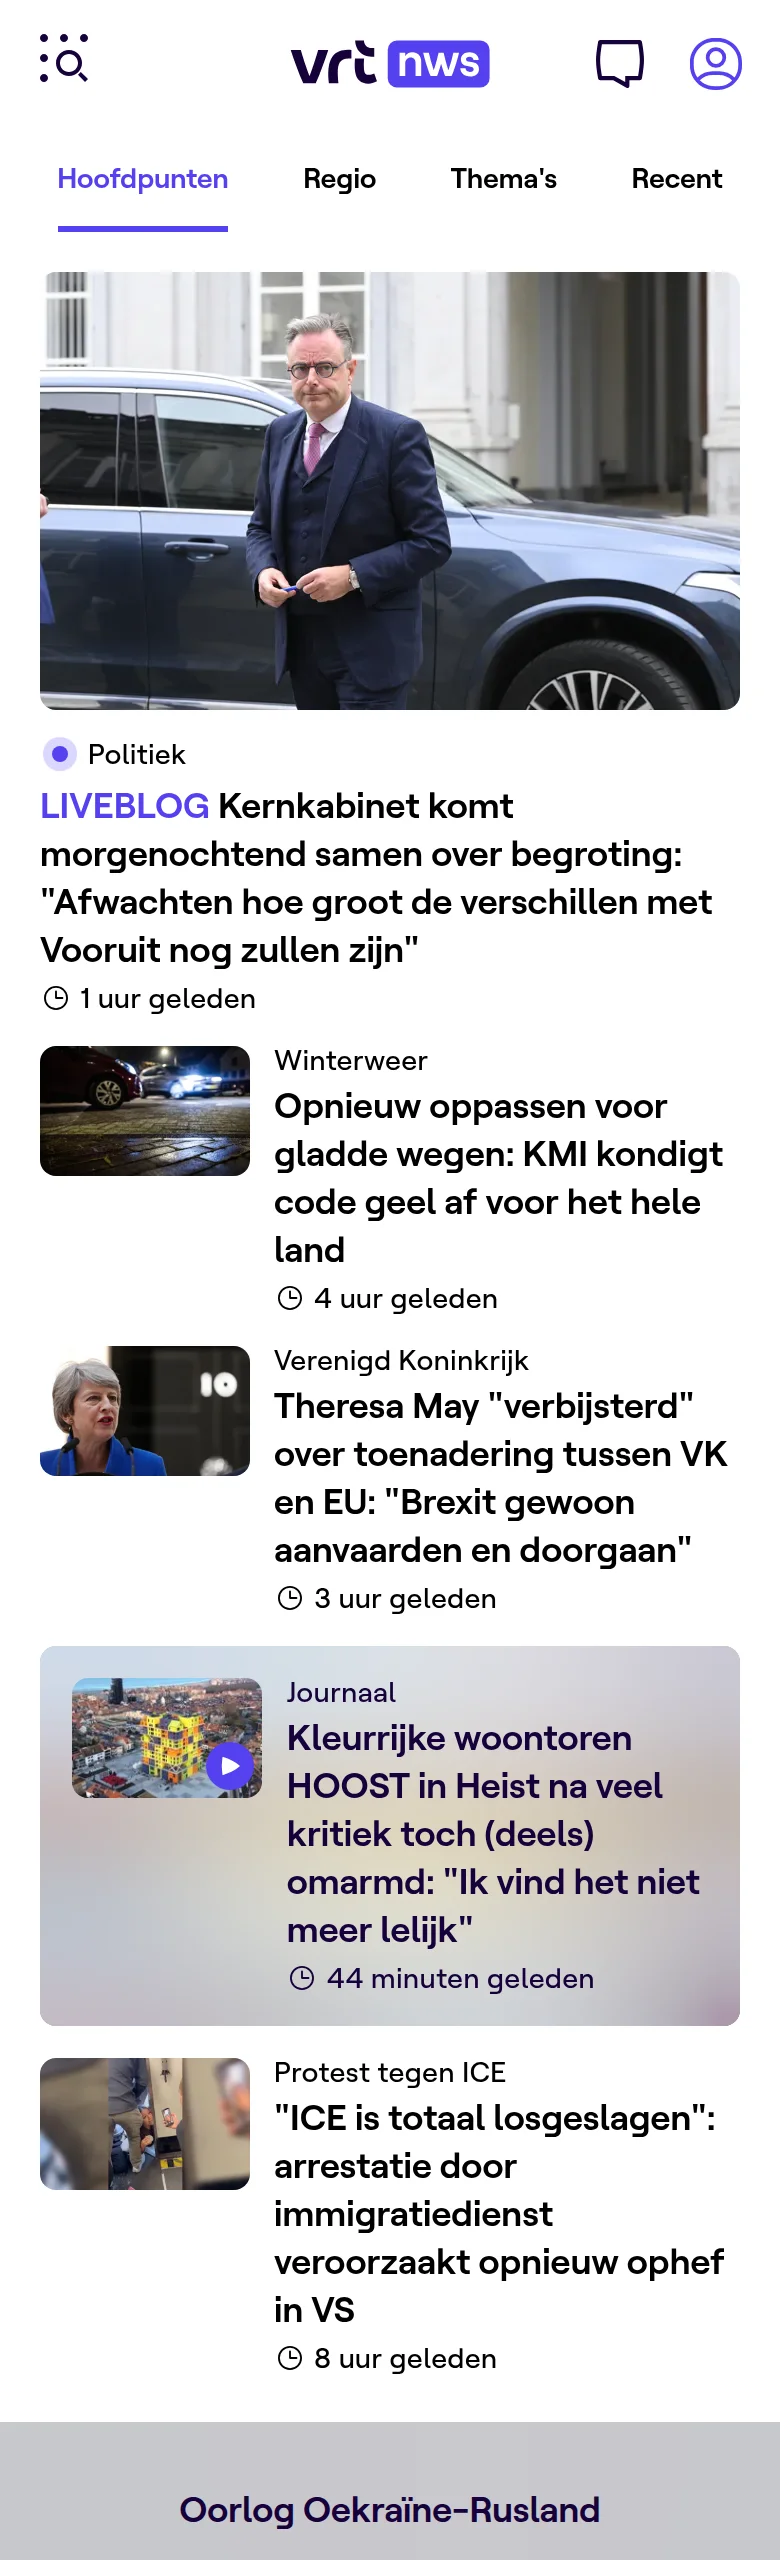 vrt nws
Hoofdpunten
Regio
Thema's
Recent
Politiek
LIVEBLOG Kernkabinet komt
morgenochtend samen over begroting:
"Afwachten hoe groot de verschillen met
Vooruit nog zullen zijn"
1 uur geleden
Winterweer
Opnieuw oppassen voor
gladde wegen: KMI kondigt
code geel af voor het hele
land
4 uur geleden
10
Verenigd Koninkrijk
Theresa May "verbijsterd"
over toenadering tussen VK
en EU: "Brexit gewoon
aanvaarden en doorgaan"
3 uur geleden
Journaal
Kleurrijke woontoren
HOOST in Heist na veel
kritiek toch (deels)
omarmd: "Ik vind het niet
meer lelijk"
44 minuten geleden
Protest tegen ICE
"ICE is totaal losgeslagen":
arrestatie door
immigratiedienst
veroorzaakt opnieuw ophef
in VS
8 uur geleden
Oorlog Oekraïne-Rusland